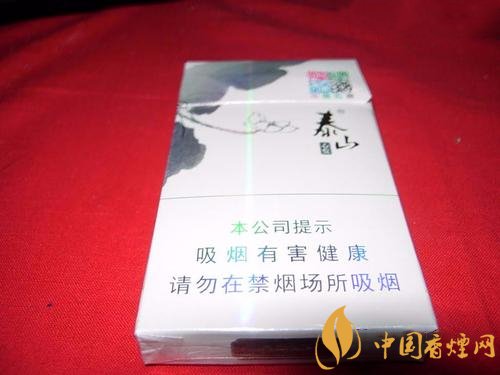 泰山
本公司提示
吸烟有害健康
请勿在禁烟场所吸烟
中国香烟网